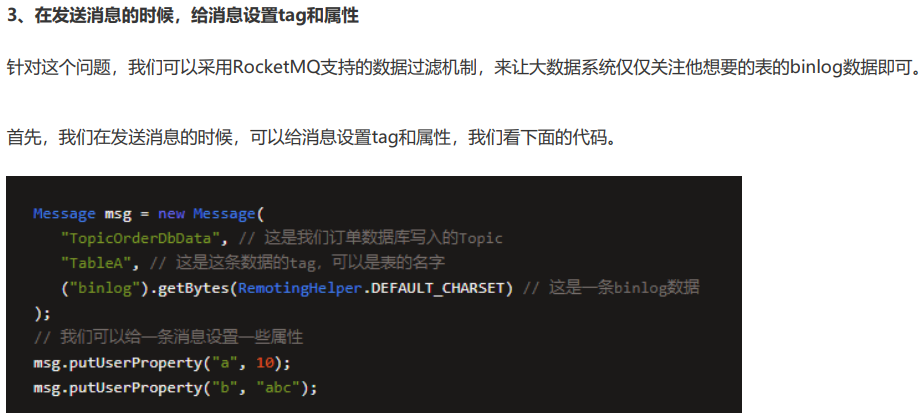 3、在发送消息的时候，给消息设置tag和属性
针对这个问题，我们可以采用RocketMQ支持的数据过滤机制，来让大数据系统仅仅关注他想要的表的binlog数据即可。
首先，我们在发送消息的时候，可以给消息设置tag和属性，我们看下面的代码。
Message msg = new Message(
"TopicOrderDbData", // 这是我们订单数据库写入的Topic
"TableA", // 这是这条数据的tag，可以是表的名字
("binlog").getBytes(RemotingHelper.DEFAULT_CHARSET) // 这是一条binlog数据
);
// 我们可以给一条消息设置一些属性
msg.putUserProperty("a", 10);
msg.putUserProperty("b", "abc");